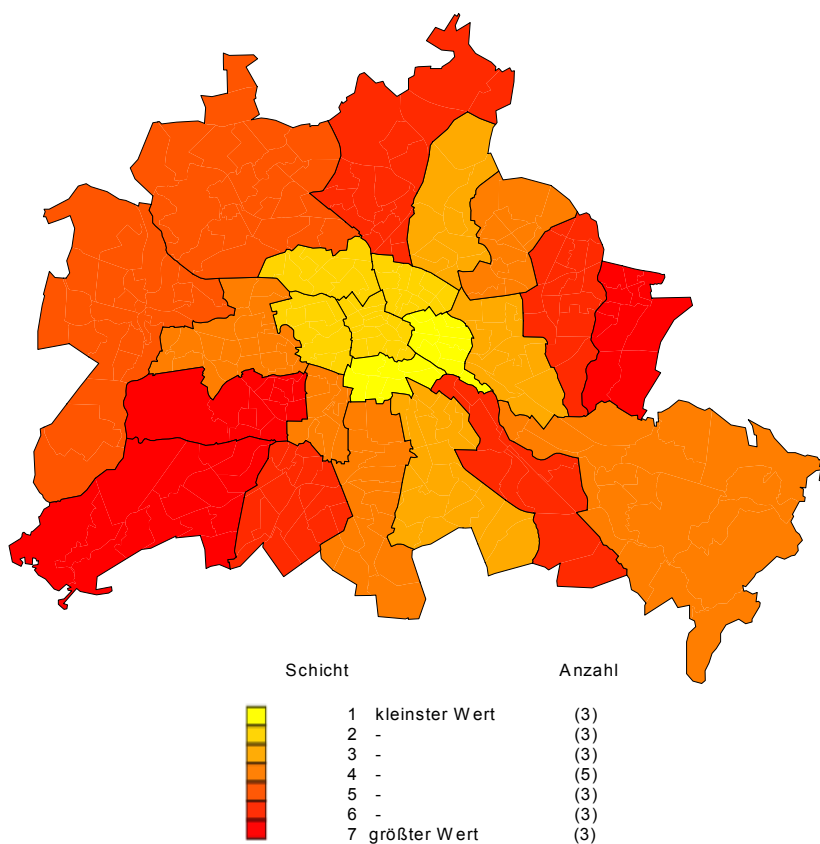 Schicht Anzahl
1 kleinster Wert (3)
2 - (3)
3 - (3)
4 - (5)
5 - (3)
6 - (3)
7 größter Wert (3)